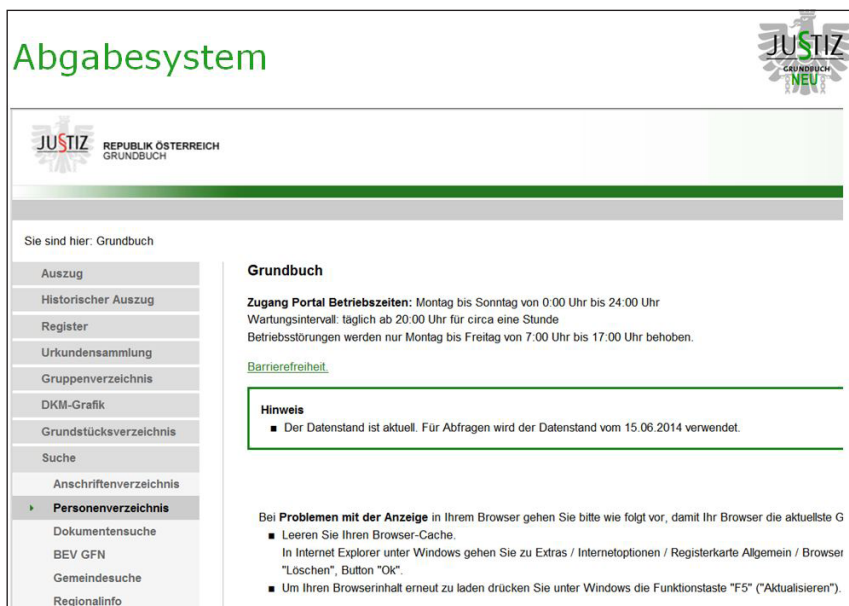 Abgabesystem
JU§TIZ
GRUNDBUCH
NEU
JU§TIZ
REPUBLIK ÖSTERREICH
GRUNDBUCH
Sie sind hier: Grundbuch
Auszug
Historischer Auszug
Register
Urkundensammlung
Gruppenverzeichnis
DKM-Grafik
Grundstücksverzeichnis
Suche
Anschriftenverzeichnis
Personenverzeichnis
Dokumentensuche
BEV GFN
Gemeindesuche
Regionalinfo
Grundbuch
Zugang Portal Betriebszeiten: Montag bis Sonntag von 0:00 Uhr bis 24:00 Uhr
Wartungsintervall: täglich ab 20:00 Uhr für circa eine Stunde
Betriebsstörungen werden nur Montag bis Freitag von 7:00 Uhr bis 17:00 Uhr behoben.
Barrierefreiheit.
Hinweis
■ Der Datenstand ist aktuell. Für Abfragen wird der Datenstand vom 15.06.2014 verwendet.
Bei Problemen mit der Anzeige in Ihrem Browser gehen Sie bitte wie folgt vor, damit Ihr Browser die aktuellste G
■ Leeren Sie Ihren Browser-Cache.
In Internet Explorer unter Windows gehen Sie zu Extras / Internetoptionen / Registerkarte Allgemein / Browser
"Löschen", Button "Ok".
■ Um Ihren Browserinhalt erneut zu laden drücken Sie unter Windows die Funktionstaste "F5" ("Aktualisieren").